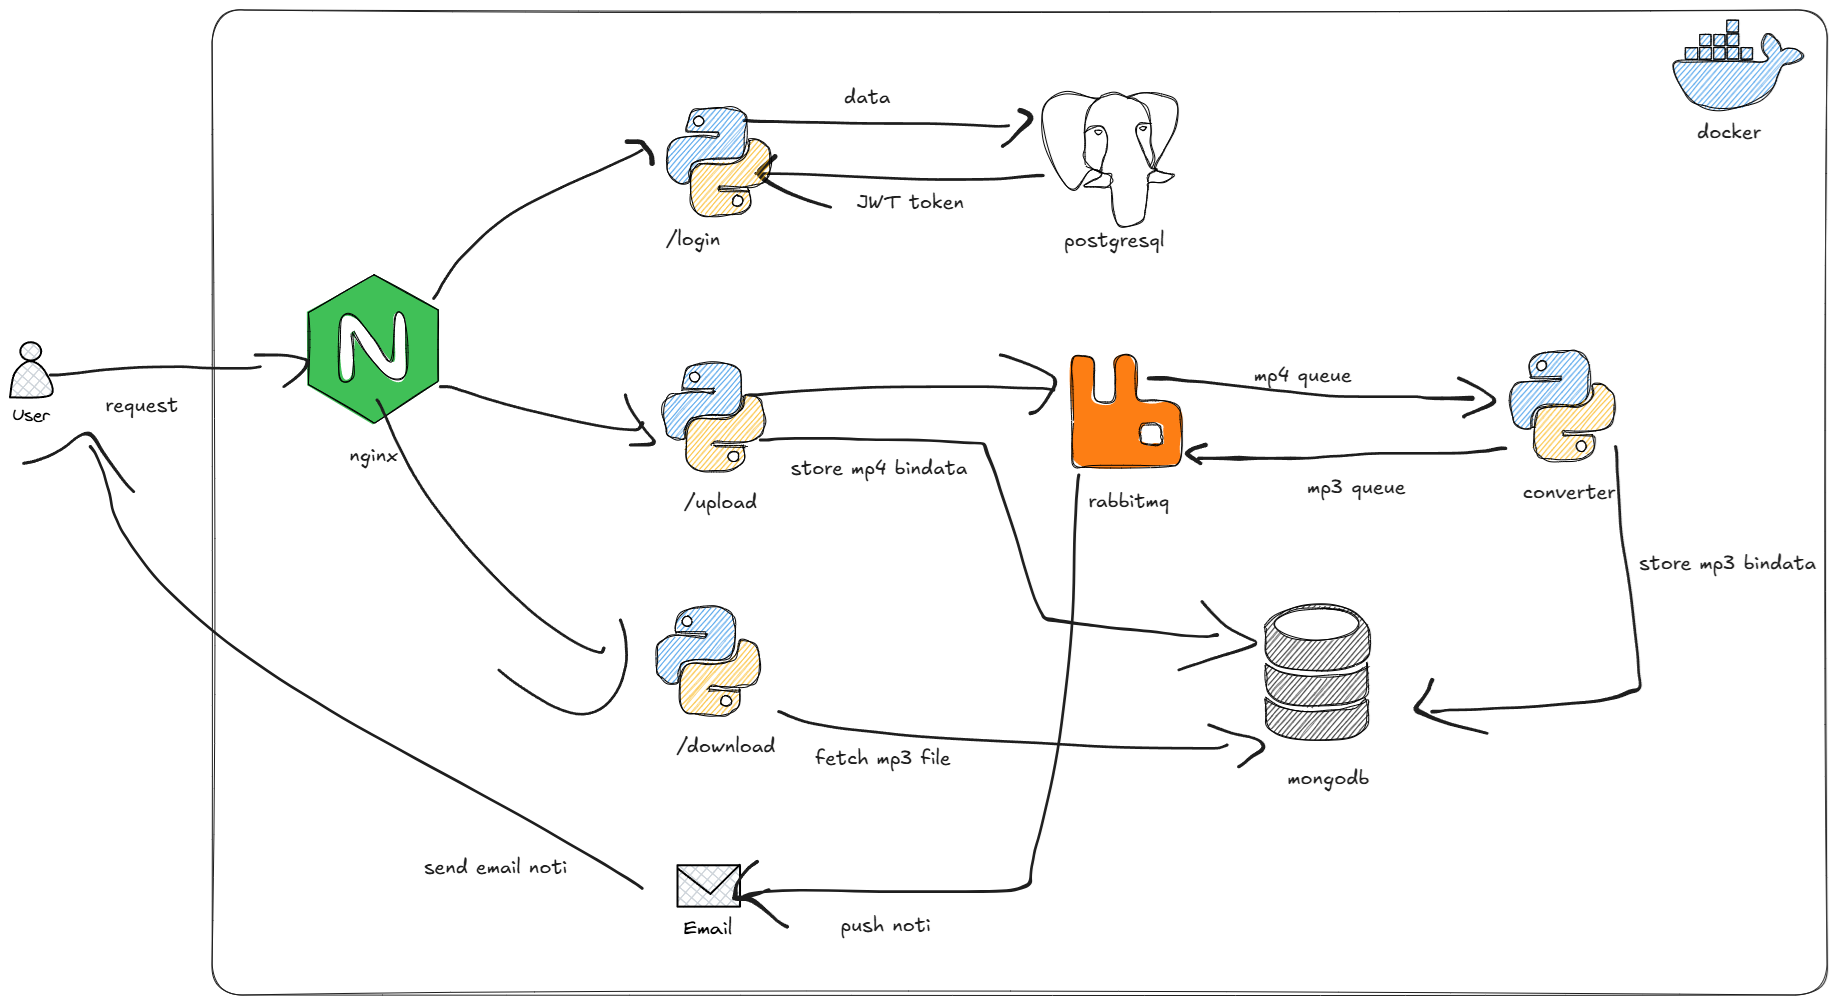 data
docker
JWT token
/login
postgresql
User
request
nginx
mp4 queue
store mp4 bindata
/upload
rabbitmq
mp3 queue
converter
store mp3 bindata
/download
fetch mp3 file
mongodb
send email noti
Email
push noti